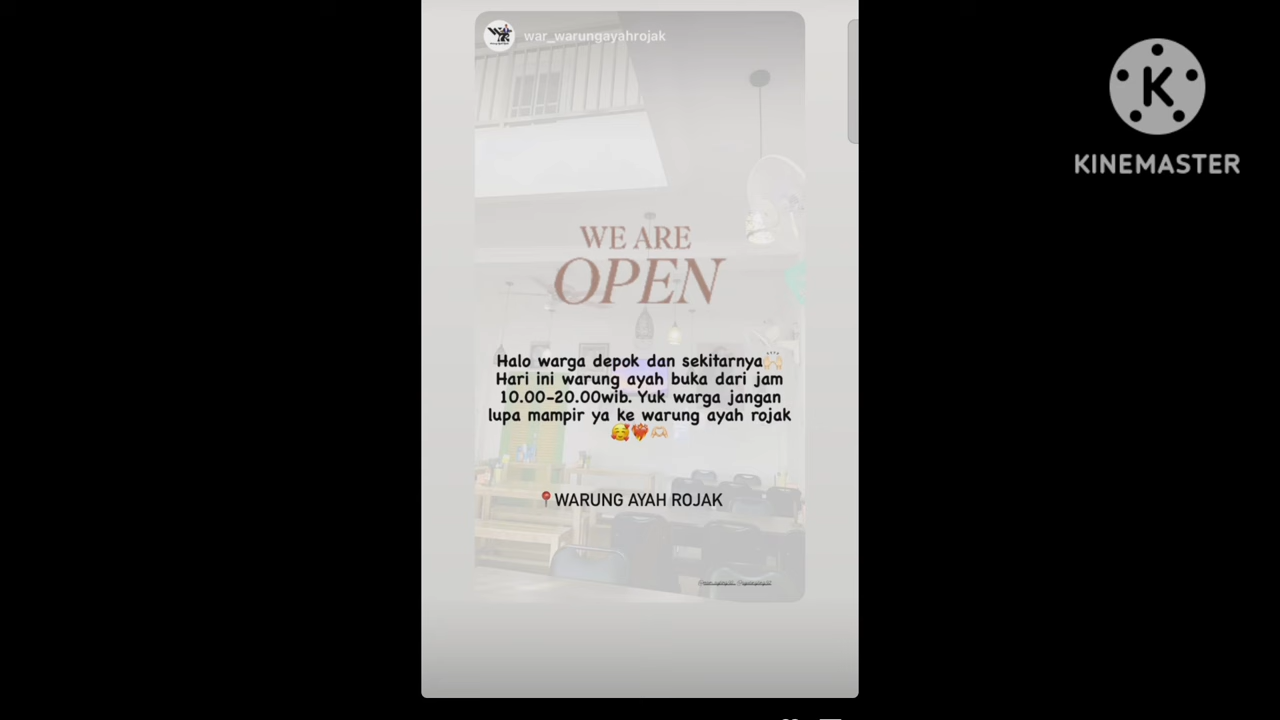 war_warungayahrojak
K
KINEMASTER
WE ARE
OPEN
Halo warga depok dan sekitarnya🙌🏻
Hari ini warung ayah buka dari jam
10.00-20.00wib. Yuk warga jangan
lupa mampir ya ke warung ayah rojak
🥰❤️‍🔥🫶🏻
📍WARUNG AYAH ROJAK